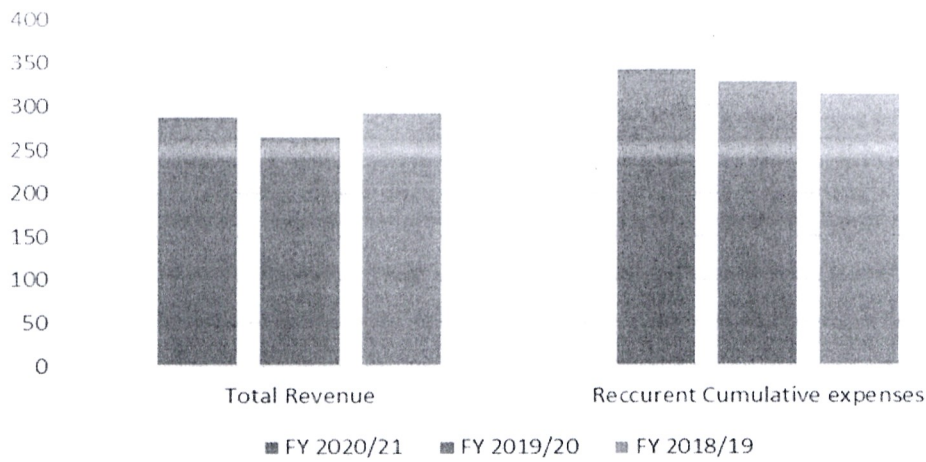 400
350
300
250
200
150
100
50
0
Total Revenue
Reccurent Cumulative expenses
FY 2020/21
FY 2019/20
FY 2018/19